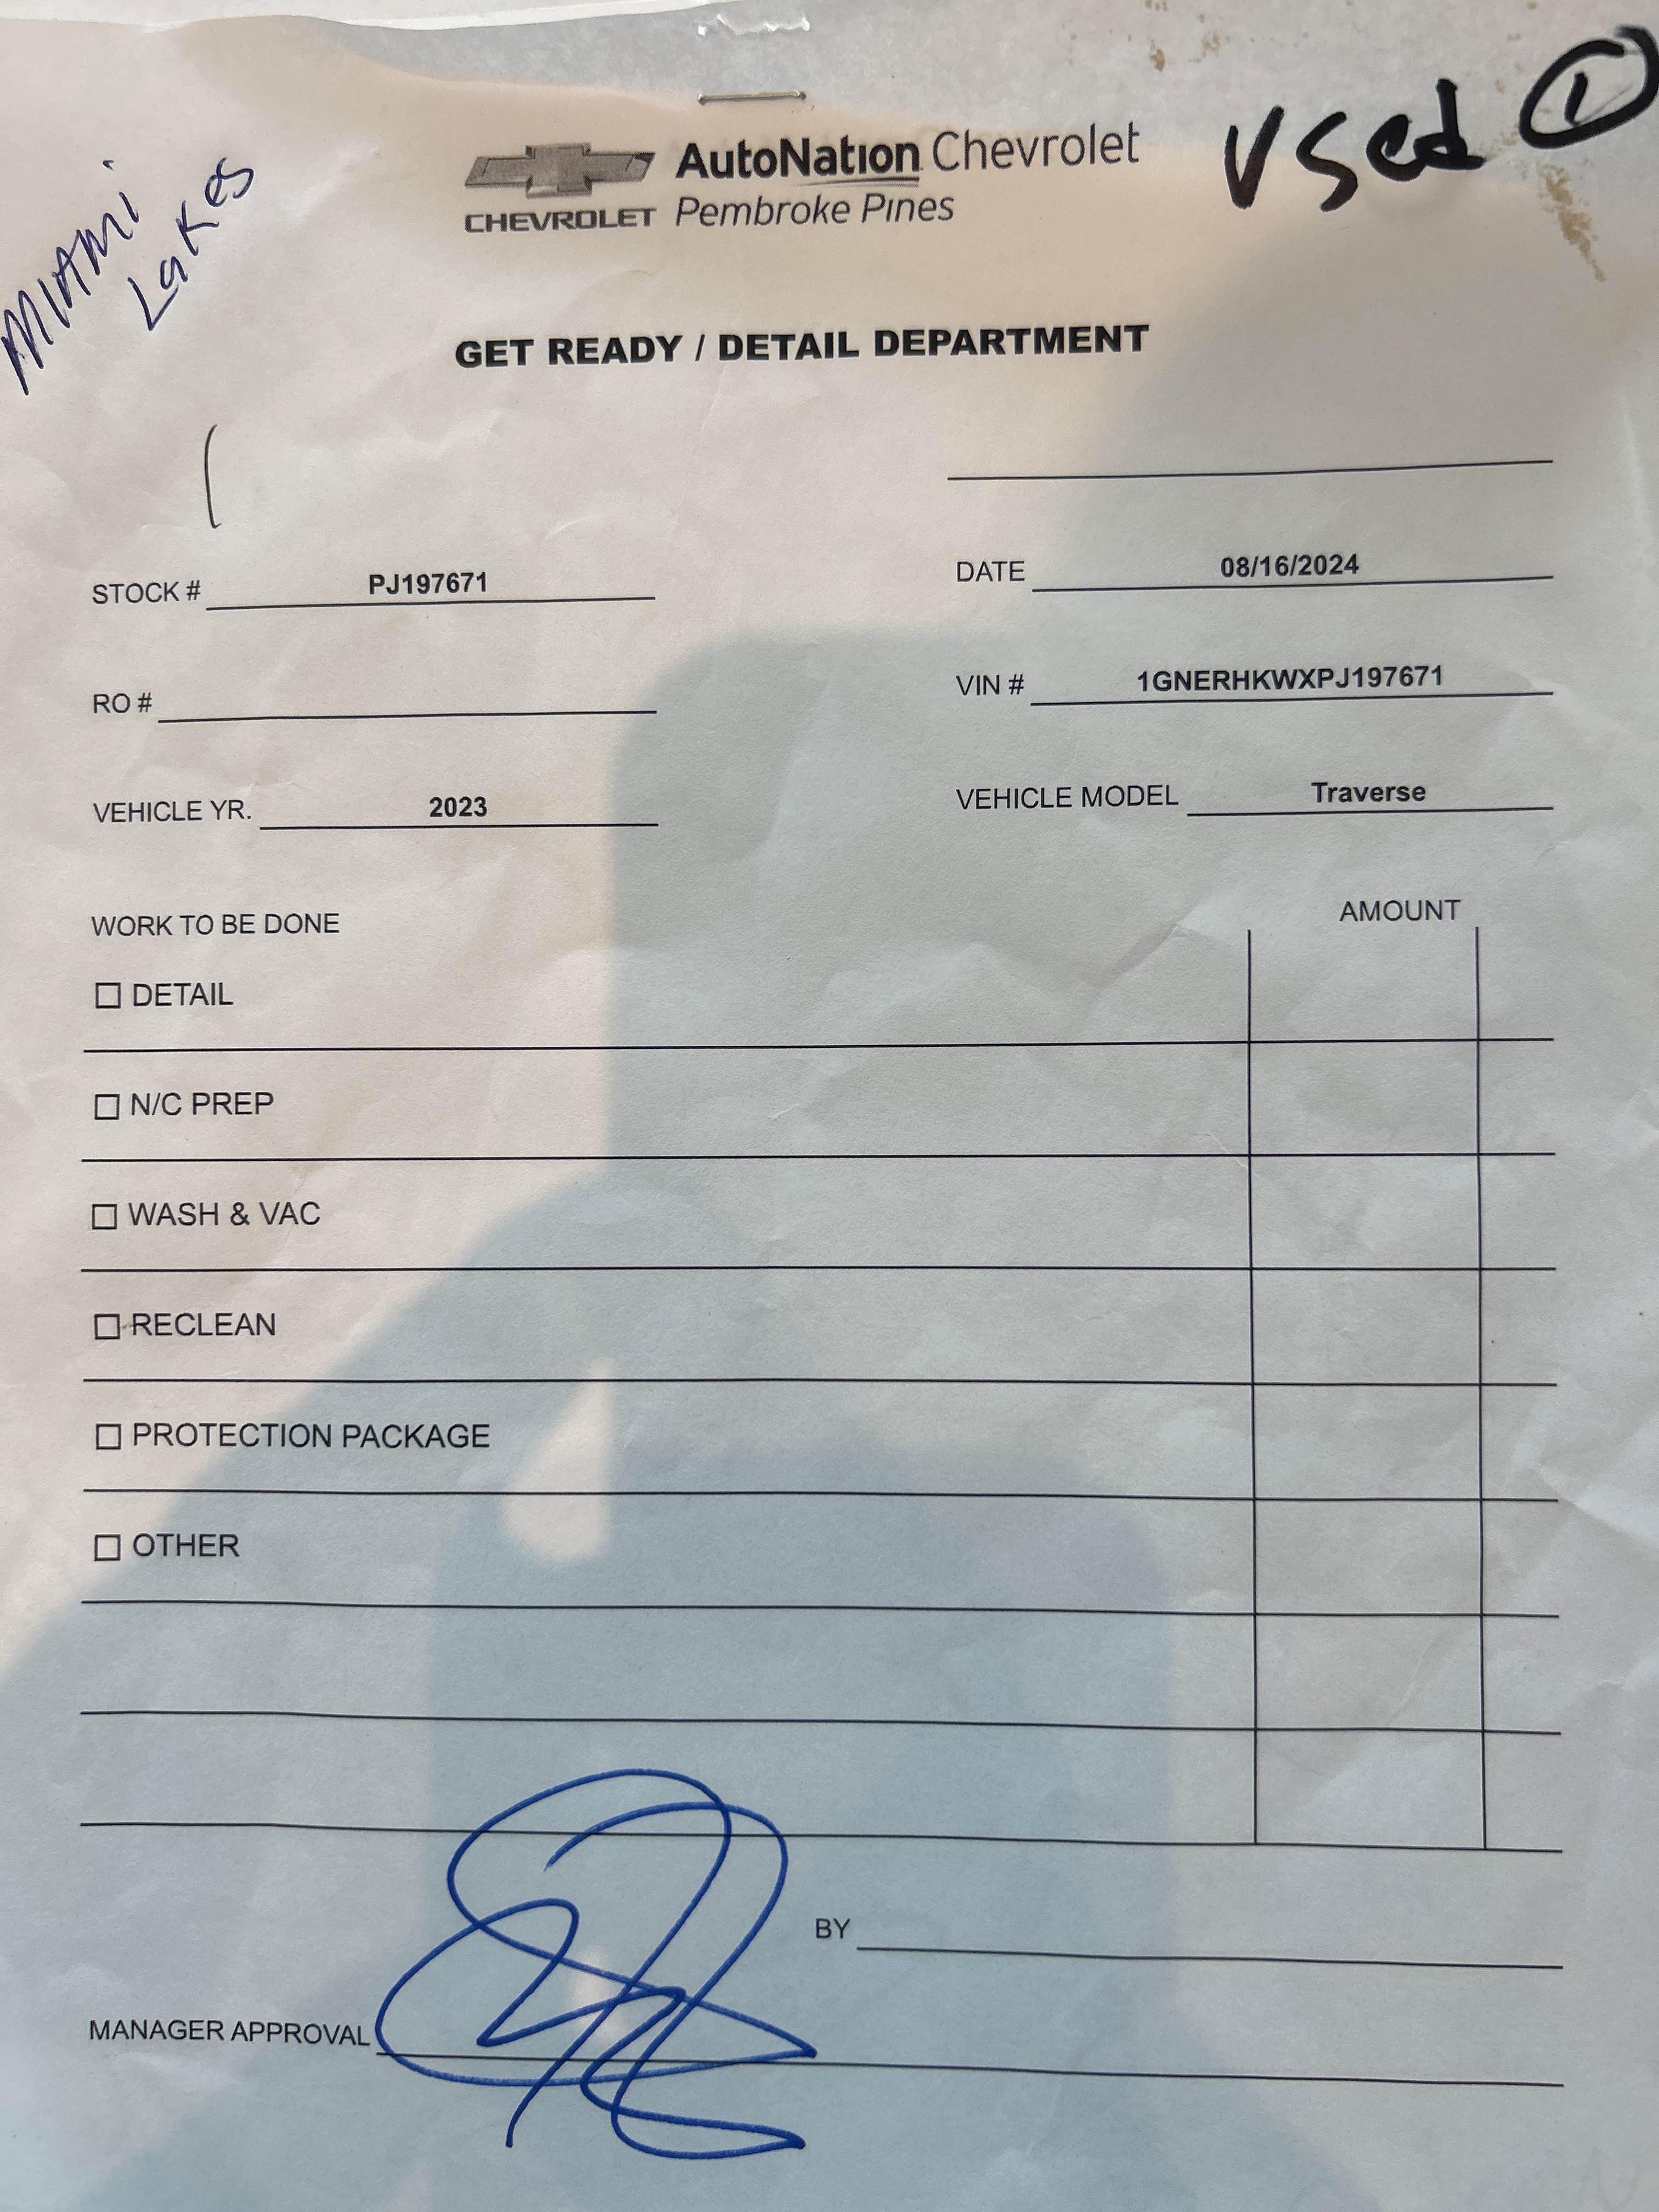 Used 1
MIAMI
Lakes
AutoNation Chevrolet
CHEVROLET Pembroke Pines
GET READY / DETAIL DEPARTMENT
STOCK # PJ197671
DATE 08/16/2024
RO #
VIN # 1GNERHKWXPJ197671
VEHICLE YR. 2023
VEHICLE MODEL Traverse
WORK TO BE DONE
AMOUNT
DETAIL
N/C PREP
WASH & VAC
RECLEAN
PROTECTION PACKAGE
OTHER
BY
MANAGER APPROVAL